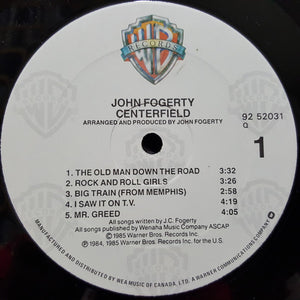 WB
RECORDS
JOHN FOGERTY
CENTERFIELD
ARRANGED AND PRODUCED BY JOHN FOGERTY
92 52031
a
1
1. THE OLD MAN DOWN THE ROAD 3:32
2. ROCK AND ROLL GIRLS 3:26
3. BIG TRAIN (FROM MEMPHIS) 2:58
4. I SAW IT ON T.V. 4:19
5. MR. GREED 4:05
All songs written by J.C. Fogerty
All songs published by Wenaha Music Company ASCAP
© 1985 Warner Bros. Records Inc.
℗ 1984, 1985 Warner Bros. Records Inc. for the U.S.
MANUFACTURED AND DISTRIBUTED BY WEA MUSIC OF CANADA, LTD. A WARNER COMMUNICATIONS COMPANY